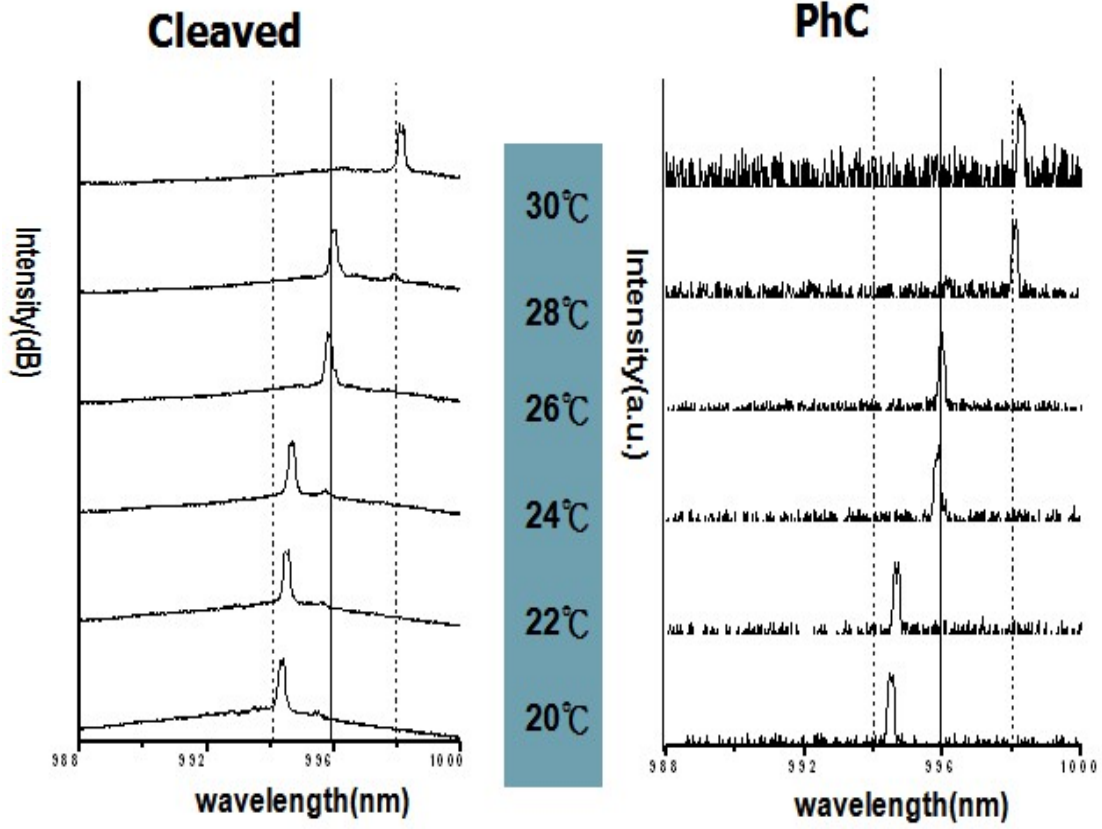 Cleaved
PhC
Intensity(dB)
30℃
28℃
26℃
24℃
22℃
20℃
Intensity(a.u.)
988 992 996 1000
wavelength(nm)
988 992 996 1000
wavelength(nm)